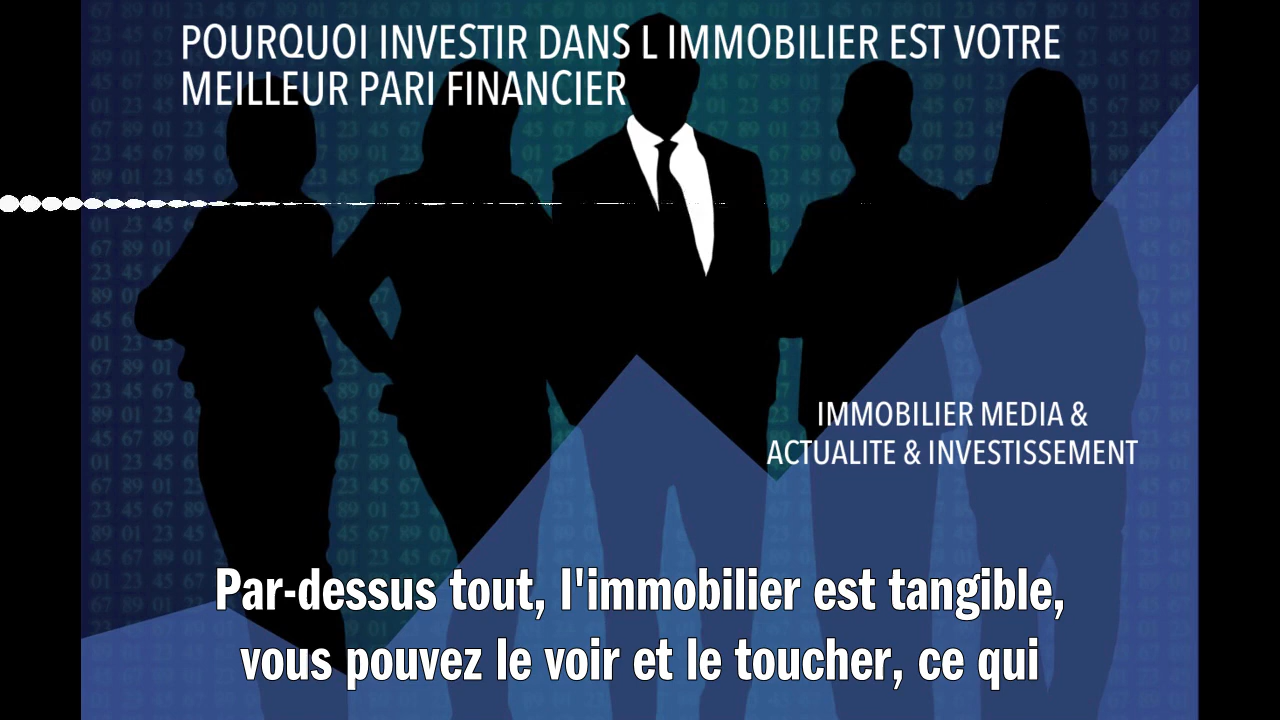 POURQUOI INVESTIR DANS L IMMOBILIER EST VOTRE
MEILLEUR PARI FINANCIER
IMMOBILIER MEDIA &
ACTUALITE & INVESTISSEMENT
Par-dessus tout, l'immobilier est tangible,
vous pouvez le voir et le toucher, ce qui